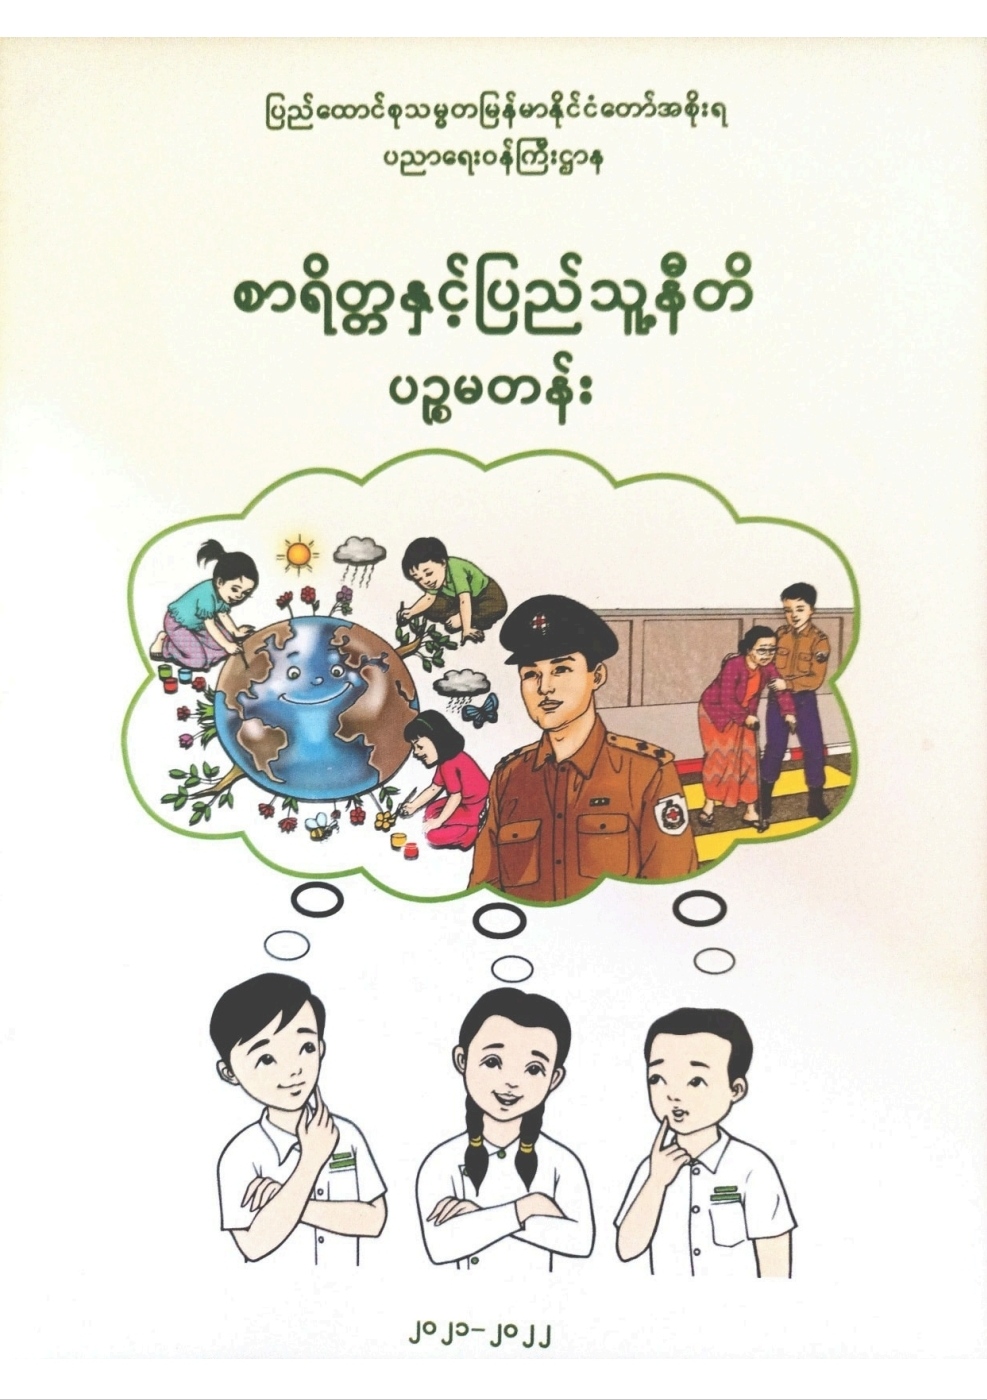 ပြည်ထောင်စုသမ္မတမြန်မာနိုင်ငံတော်အစိုးရ
ပညာရေးဝန်ကြီးဌာန
စာရိတ္တနှင့်ပြည်သူ့နီတိ
ပဉ္စမတန်း
၂၀၂၁–၂၀၂၂